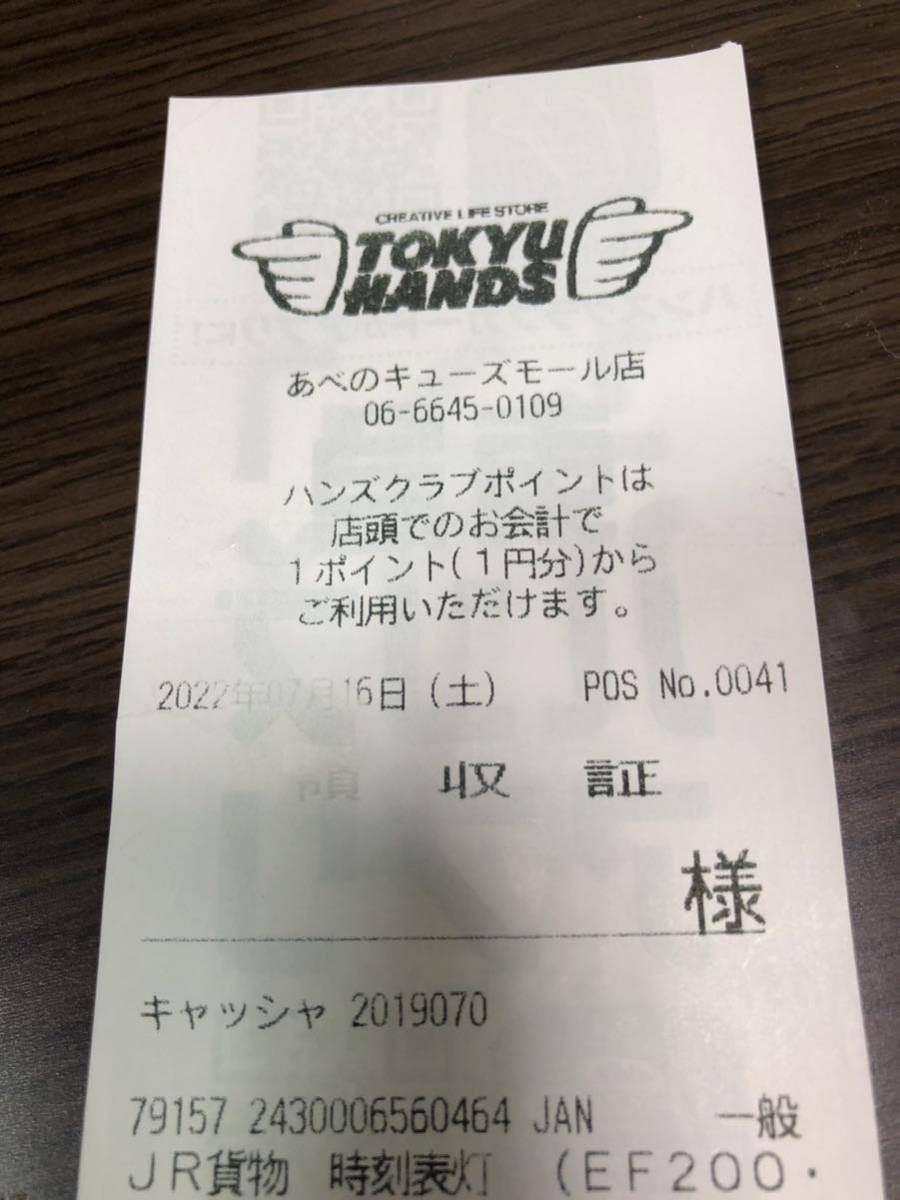 CREATIVE LIFE STORE
TOKYU
HANDS
あべのキューズモール店
06-6645-0109
ハンズクラブポイントは
店頭でのお会計で
1ポイント(1円分)から
ご利用いただけます。
2022年07月16日(土) POS No.0041
領 収 証
様
キャッシャ 2019070
79157 2430006560464 JAN 一般
JR貨物 時刻表灯 (EF200・